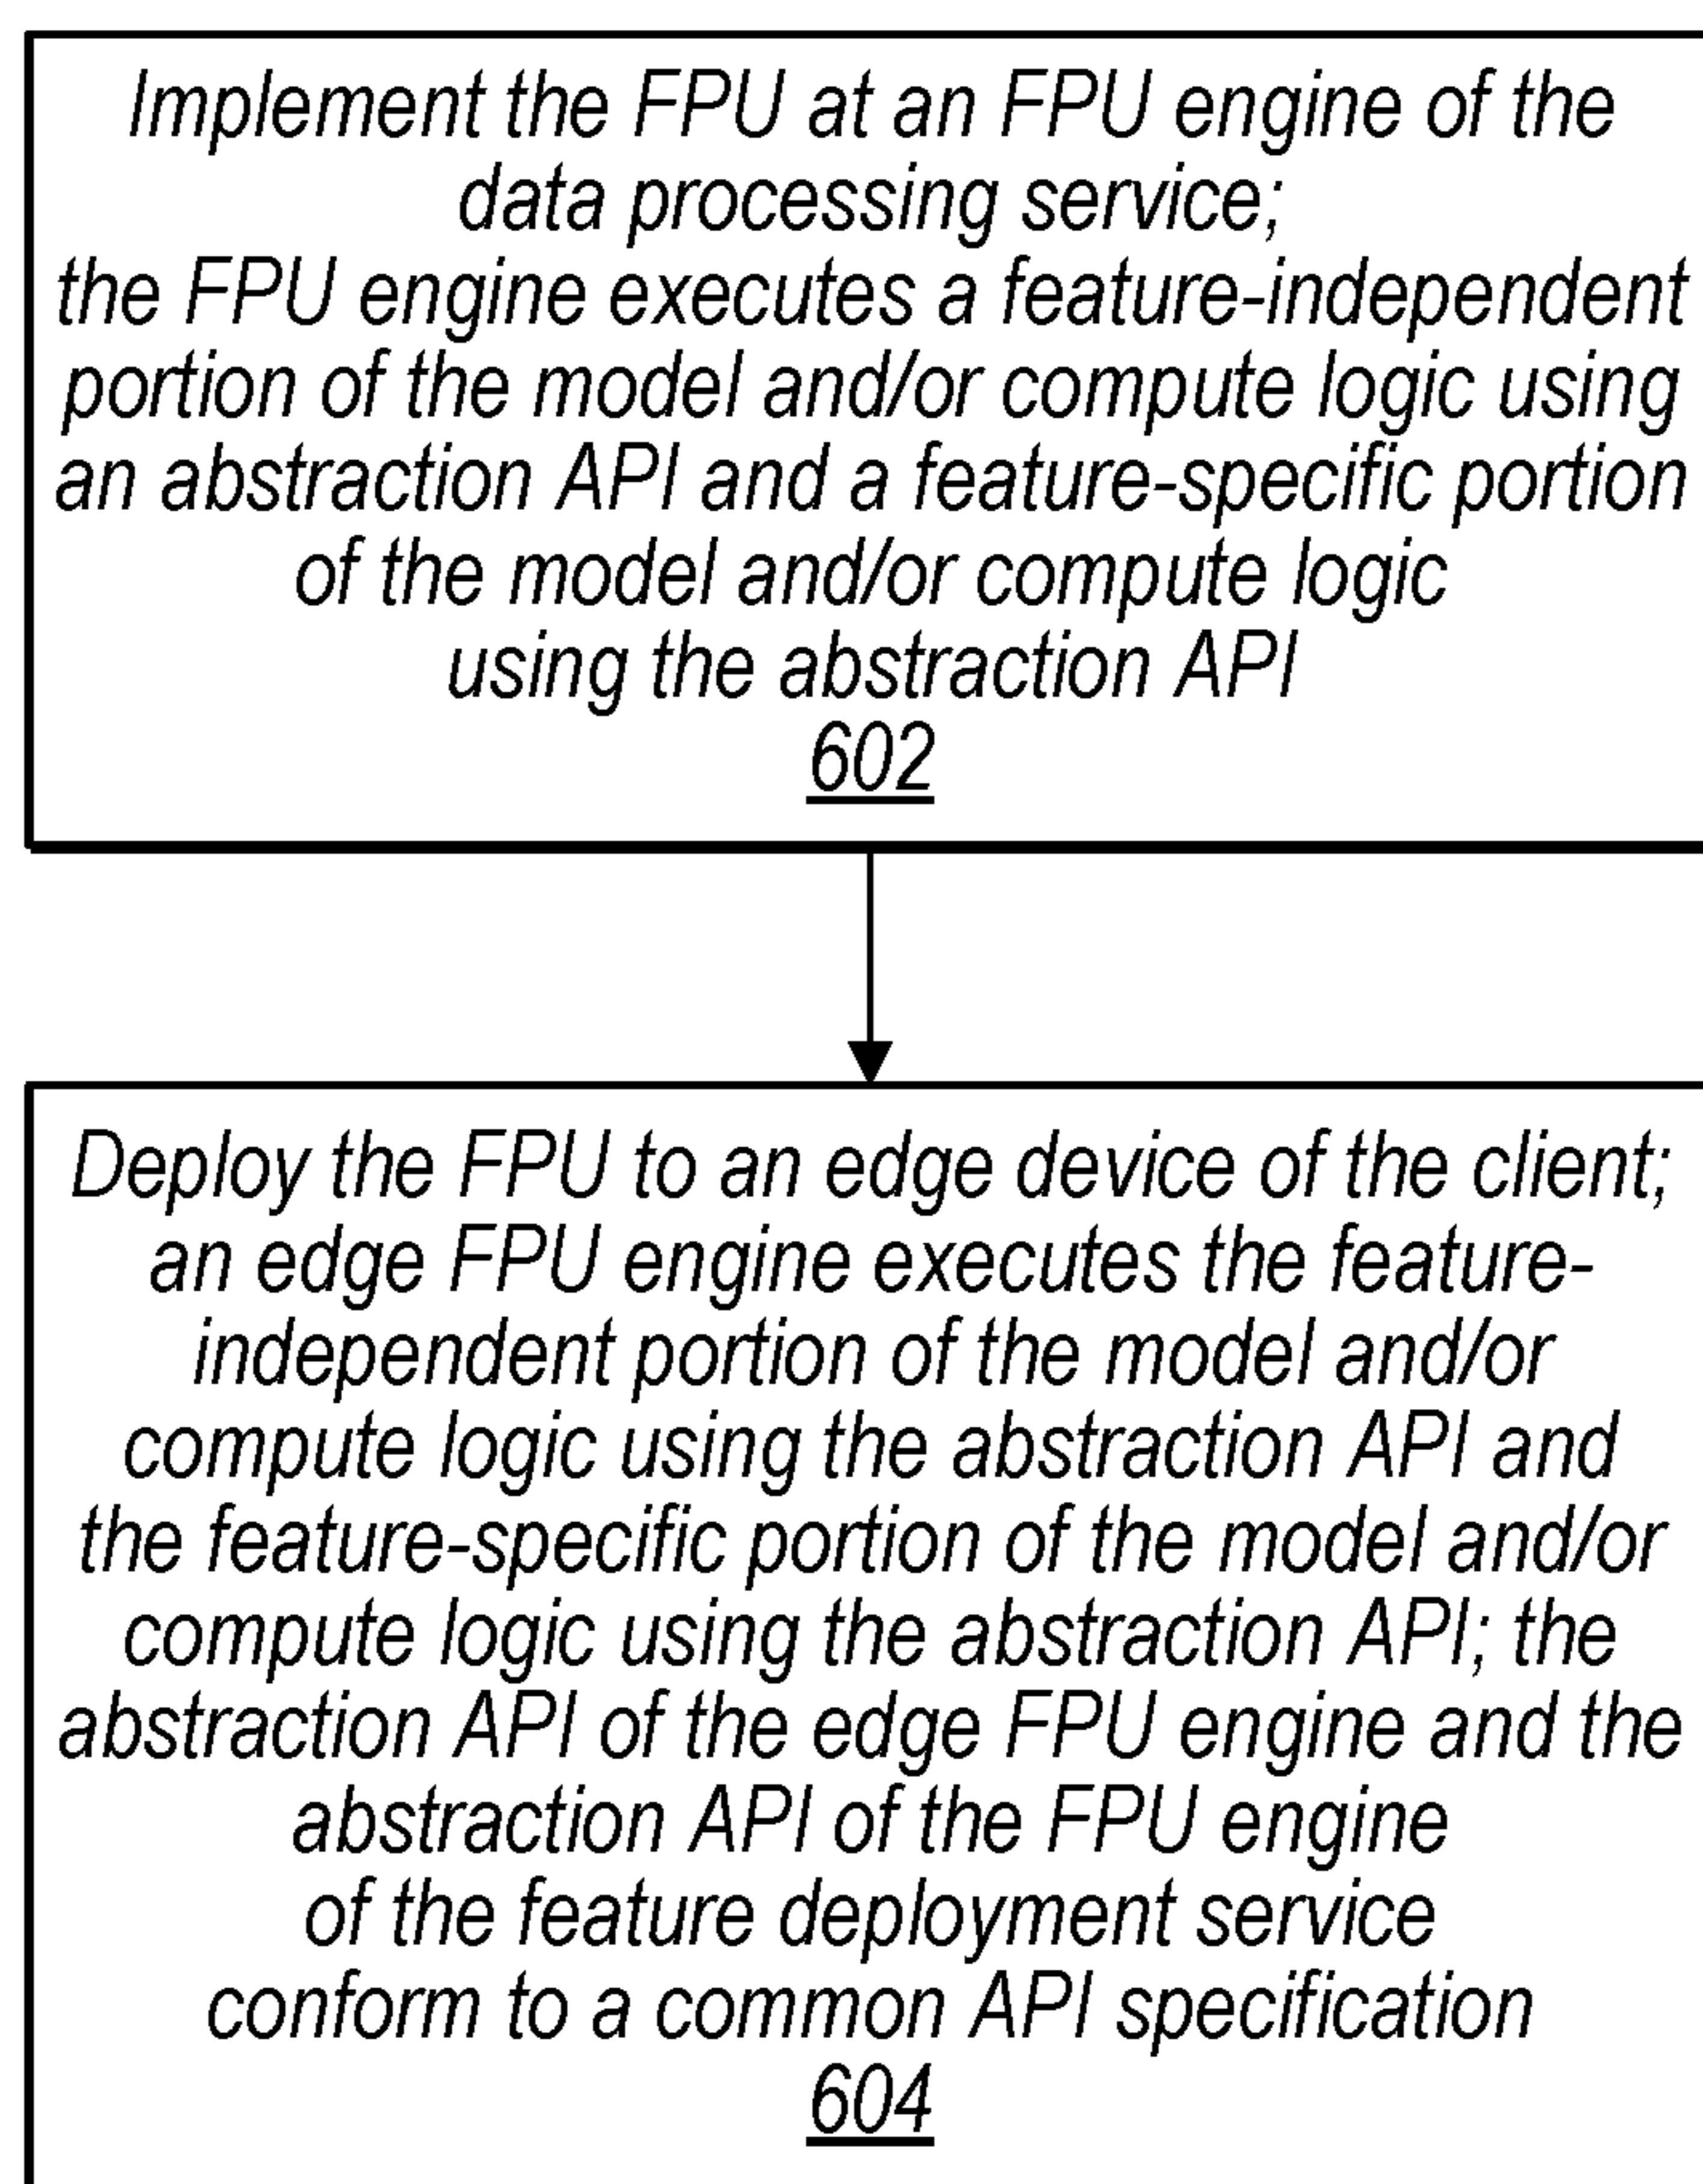 Implement the FPU at an FPU engine of the
data processing service;
the FPU engine executes a feature-independent
portion of the model and/or compute logic using
an abstraction API and a feature-specific portion
of the model and/or compute logic
using the abstraction API
602
Deploy the FPU to an edge device of the client;
an edge FPU engine executes the feature-
independent portion of the model and/or
compute logic using the abstraction API and
the feature-specific portion of the model and/or
compute logic using the abstraction API; the
abstraction API of the edge FPU engine and the
abstraction API of the FPU engine
of the feature deployment service
conform to a common API specification
604